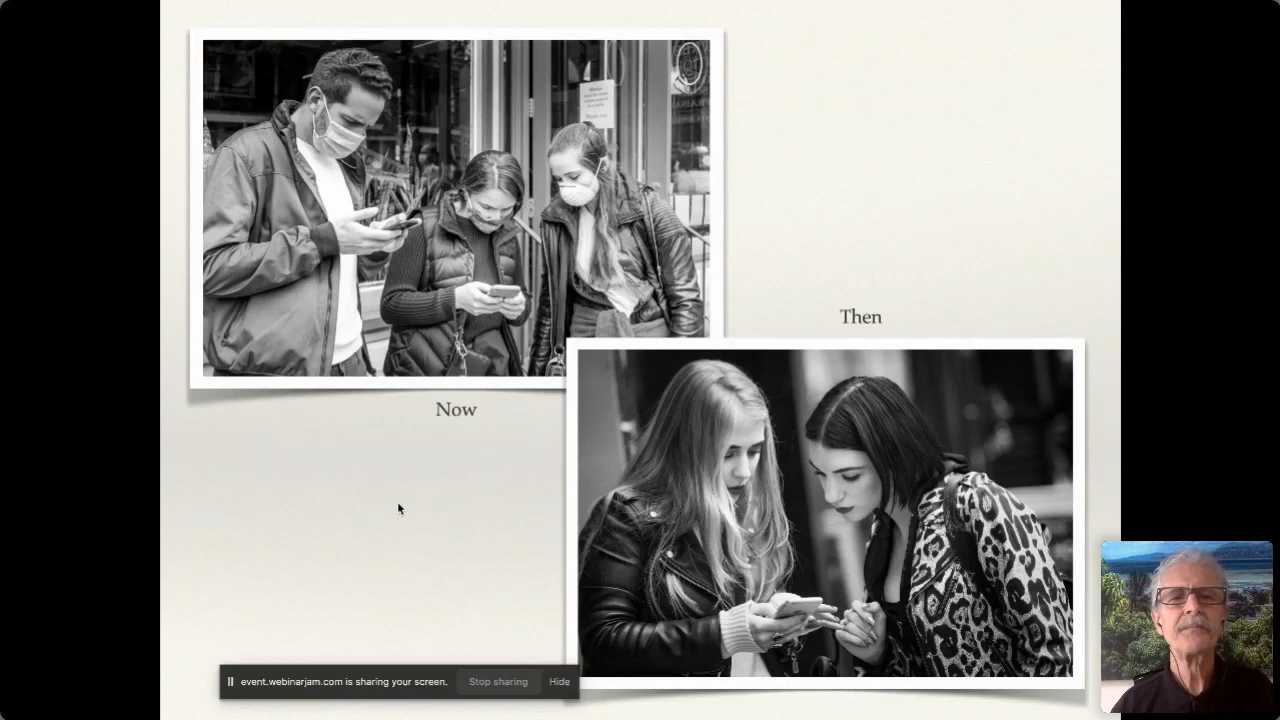 Then
Now
event.webinarjam.com is sharing your screen.
Stop sharing
Hide